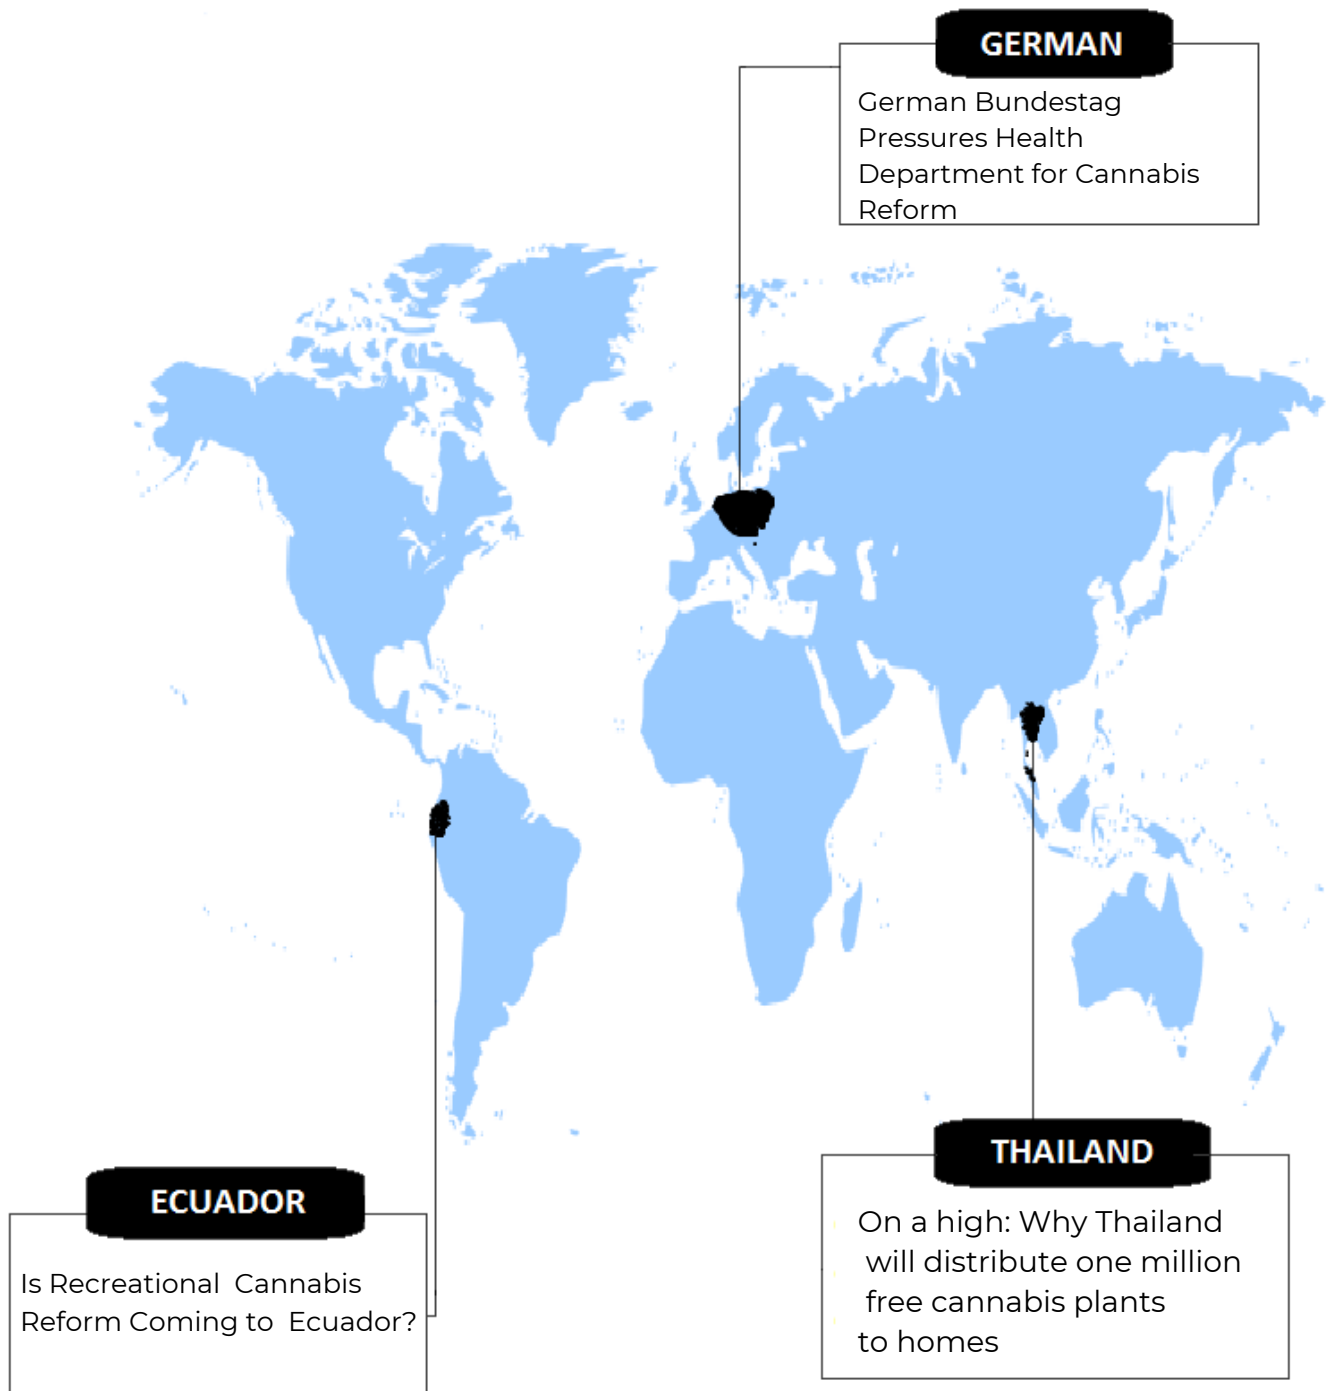 GERMAN
German Bundestag
Pressures Health
Department for Cannabis
Reform
ECUADOR
Is Recreational Cannabis
Reform Coming to Ecuador?
THAILAND
On a high: Why Thailand
will distribute one million
free cannabis plants
to homes